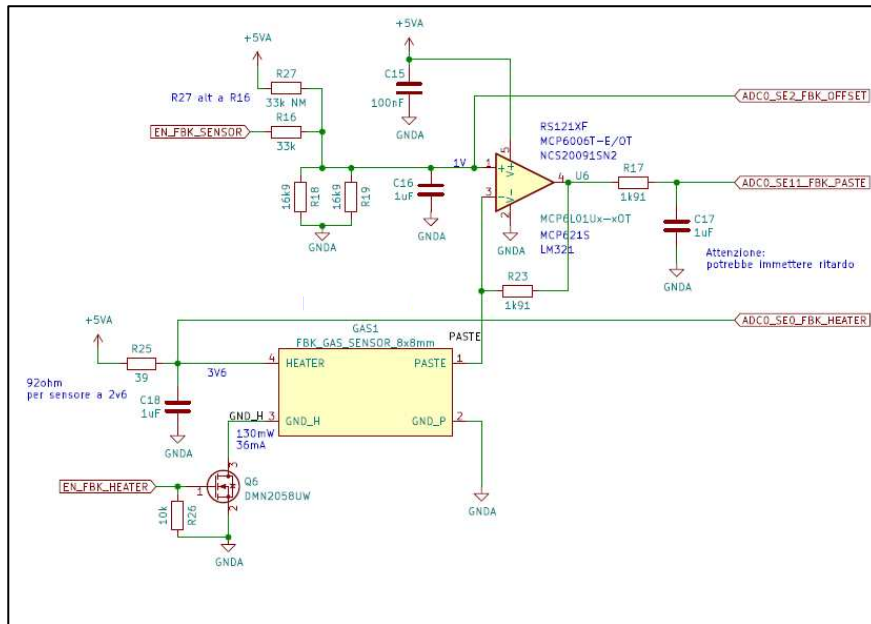 +5VA
+5VA
R27
33k NM
R27 alt a R16
C15
100nF
GNDA
ADC0_SE2_FBK_OFFSET
EN_FBK_SENSOR
R16
33k
RS121XF
MCP6006T-E/OT
NCS20091SN2
1V
1
5
+
V+
U6
4
R17
1k91
ADC0_SE11_FBK_PASTE
16k9
R18
16k9
R19
C16
1uF
3
-
V-
2
GNDA
GNDA
GNDA
MCP6L01Ux-xOT
MCP621S
LM321
C17
1uF
GNDA
Attenzione:
potrebbe immettere ritardo
R23
1k91
+5VA
GAS1
FBK_GAS_SENSOR_8x8mm
PASTE
ADC0_SE0_FBK_HEATER
R25
39
3V6
4
HEATER
PASTE
1
92ohm
per sensore a 2v6
C18
1uF
GNDA
GND_H
3
GND_H
GND_P
2
130mW
36mA
GNDA
EN_FBK_HEATER
1
3
Q6
DMN2058UW
2
10k
R26
GNDA